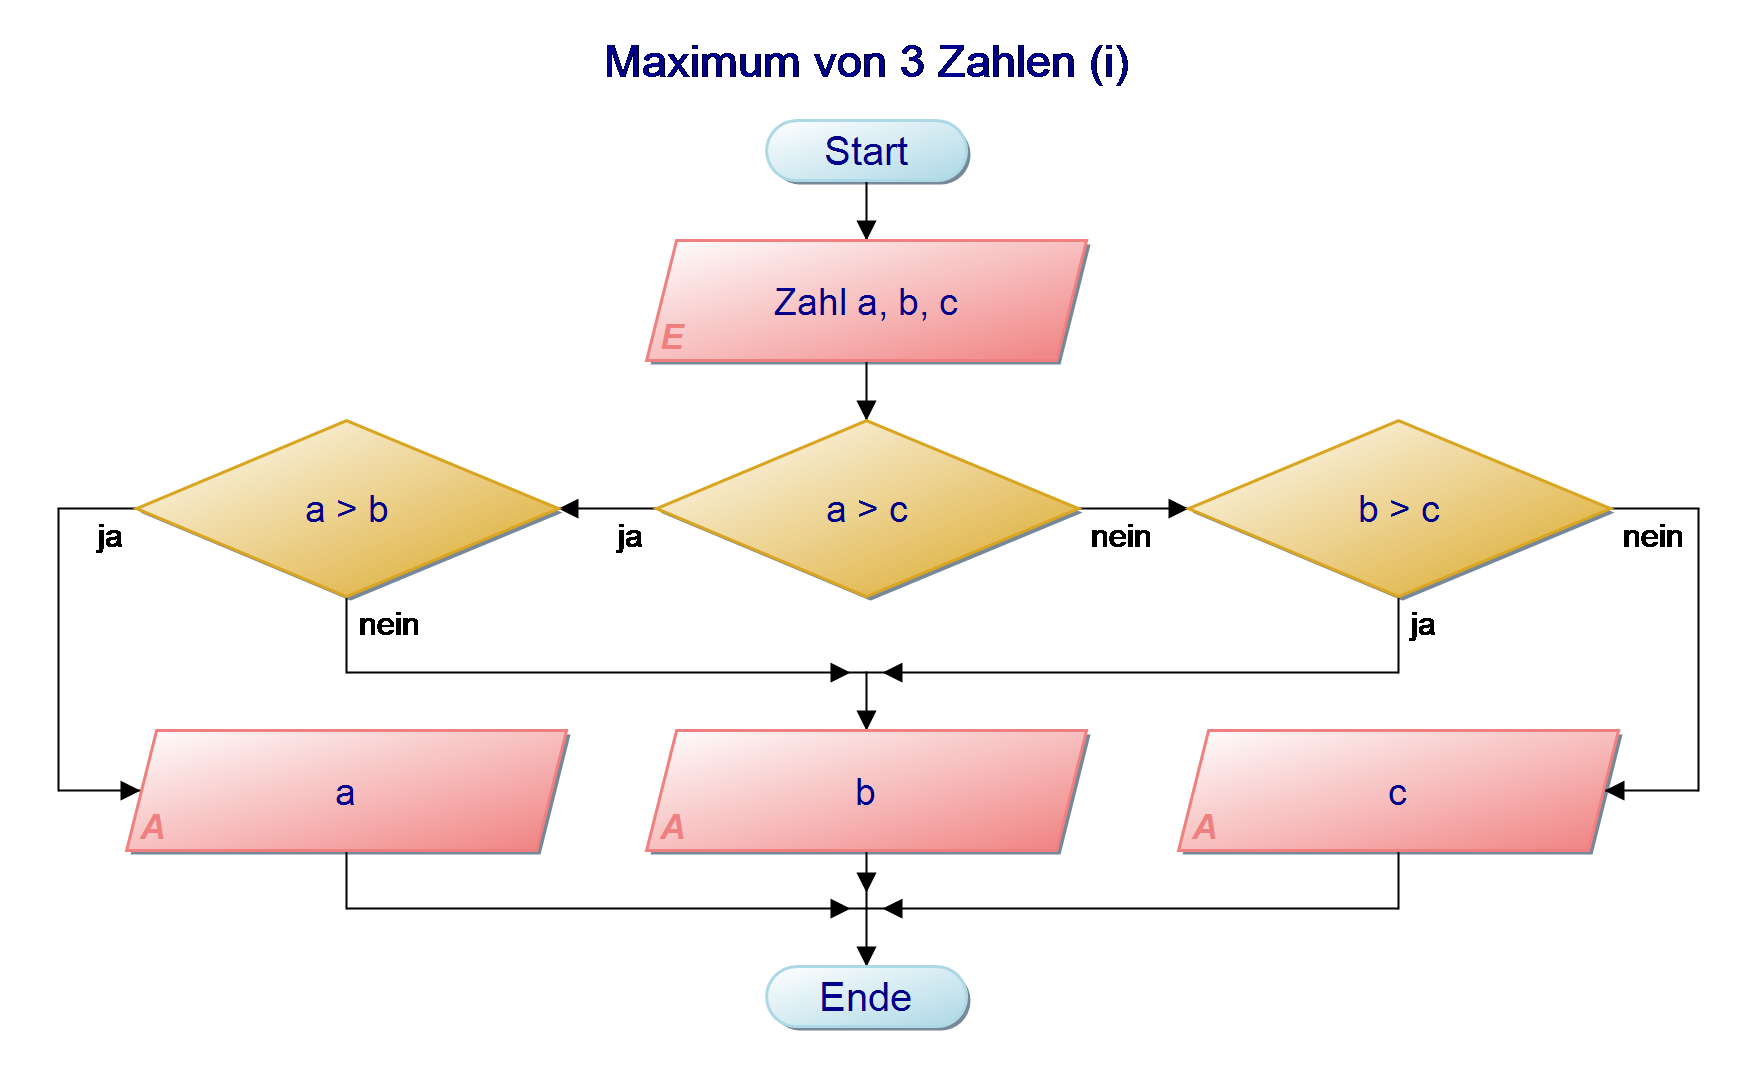 Maximum von 3 Zahlen (i)
Start
Zahl a, b, c
E
a > b
a > c
b > c
ja
ja
nein
nein
nein
ja
a
b
c
A
A
A
Ende